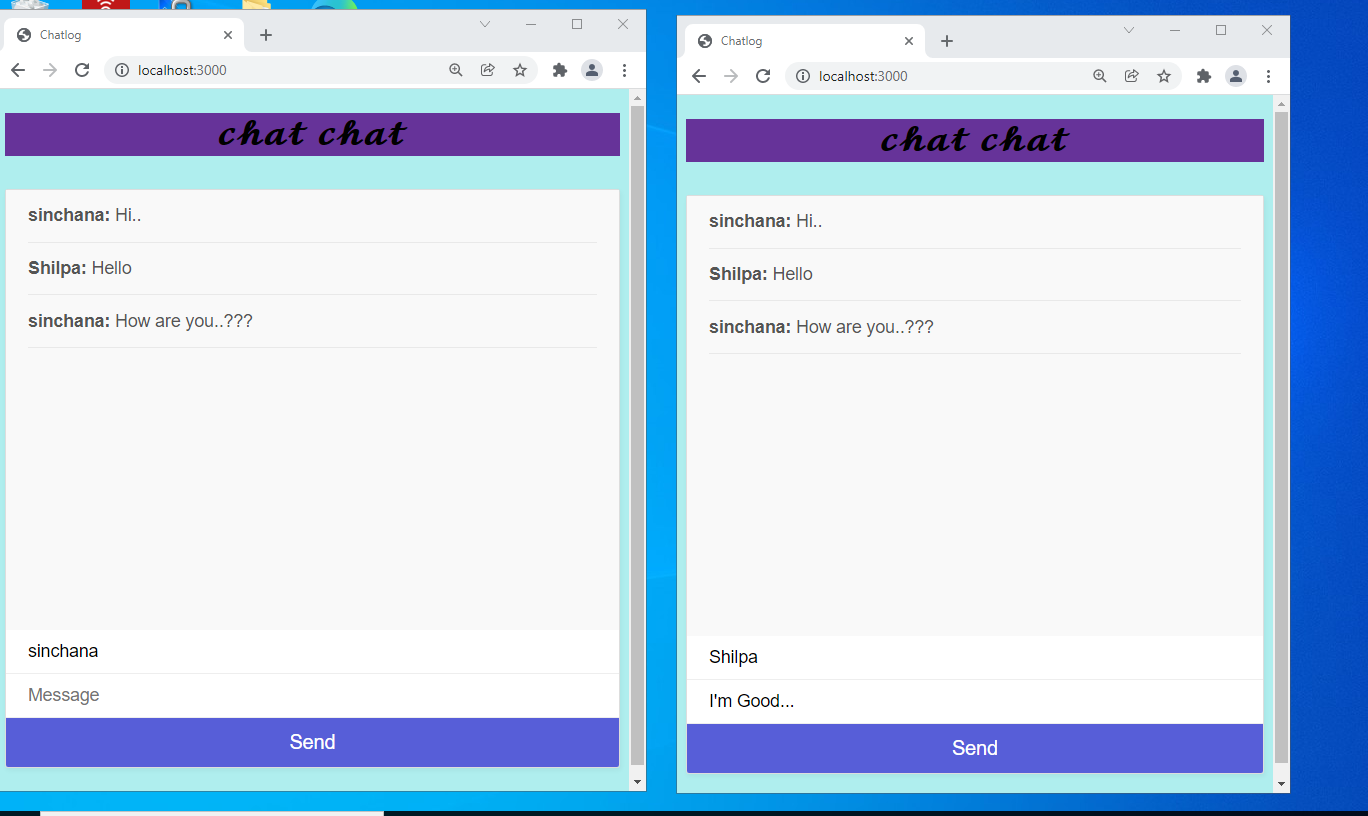 Chatlog
localhost:3000
chat chat
sinchana: Hi..
Shilpa: Hello
sinchana: How are you..???
sinchana
Message
Send
Chatlog
localhost:3000
chat chat
sinchana: Hi..
Shilpa: Hello
sinchana: How are you..???
Shilpa
I'm Good...
Send